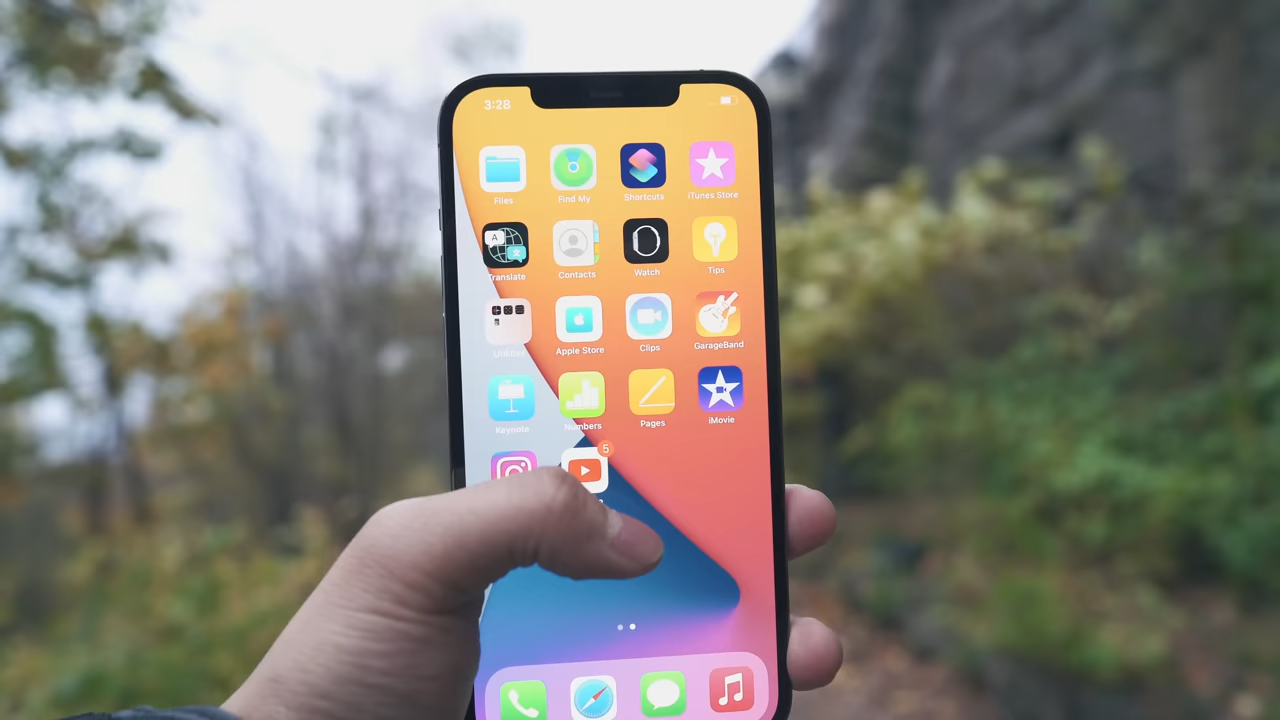 3:28
Files Find My Shortcuts iTunes Store
A
Translate Contacts Watch Tips
Utilities Apple Store Clips GarageBand
Keynote Numbers Pages iMovie
5